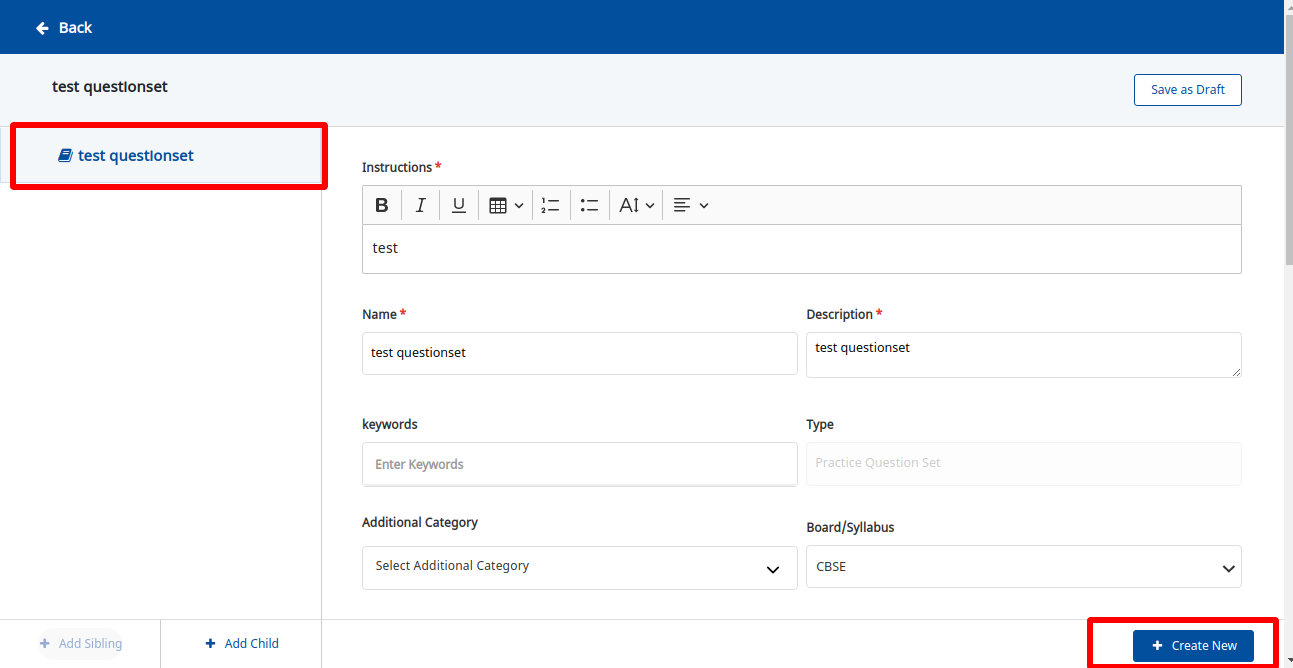 Back
test questionset
Save as Draft
test questionset
Instructions *
B I U A
test
Name * Description *
test questionset test questionset
keywords Type
Enter Keywords Practice Question Set
Additional Category Board/Syllabus
Select Additional Category CBSE
+ Add Sibling + Add Child + Create New